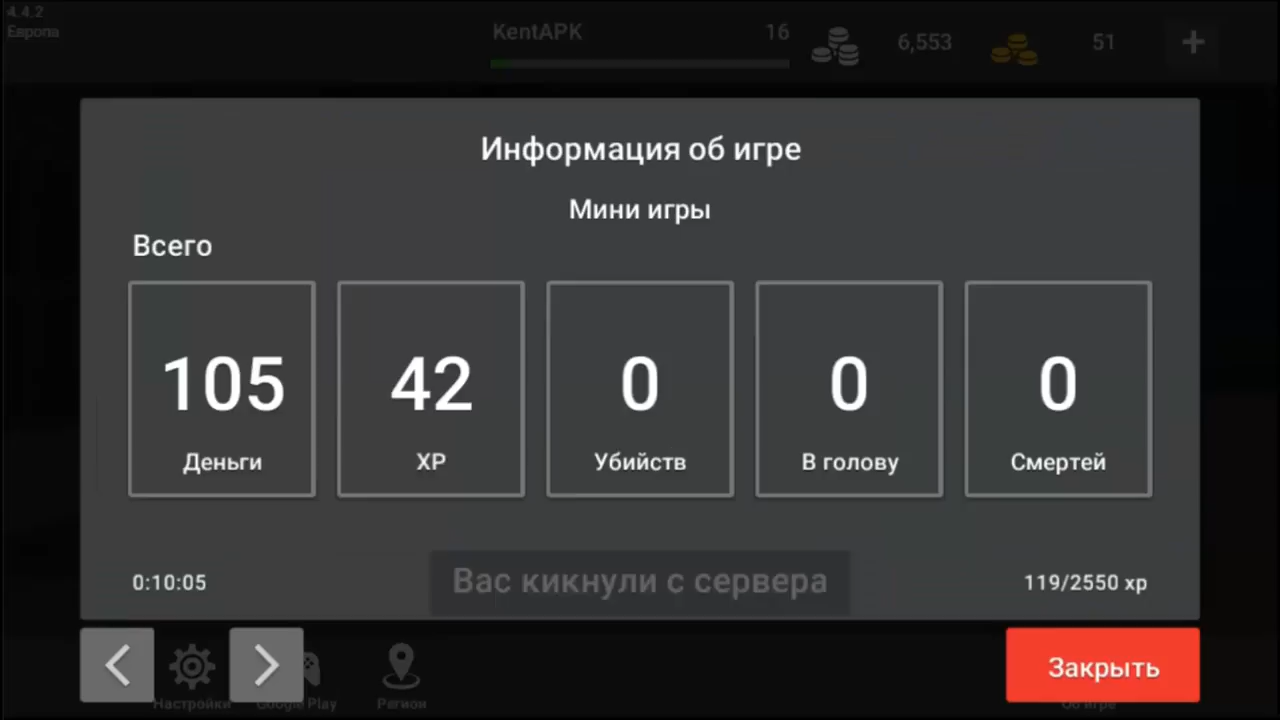 4.4.2
Европа
KentAPK 16
6,553
51
Информация об игре
Мини игры
Всего
105 42 0 0 0
Деньги XP Убийств В голову Смертей
0:10:05
Вас кикнули с сервера
119/2550 xp
Закрыть
Настройки Google Play Регион Об игре